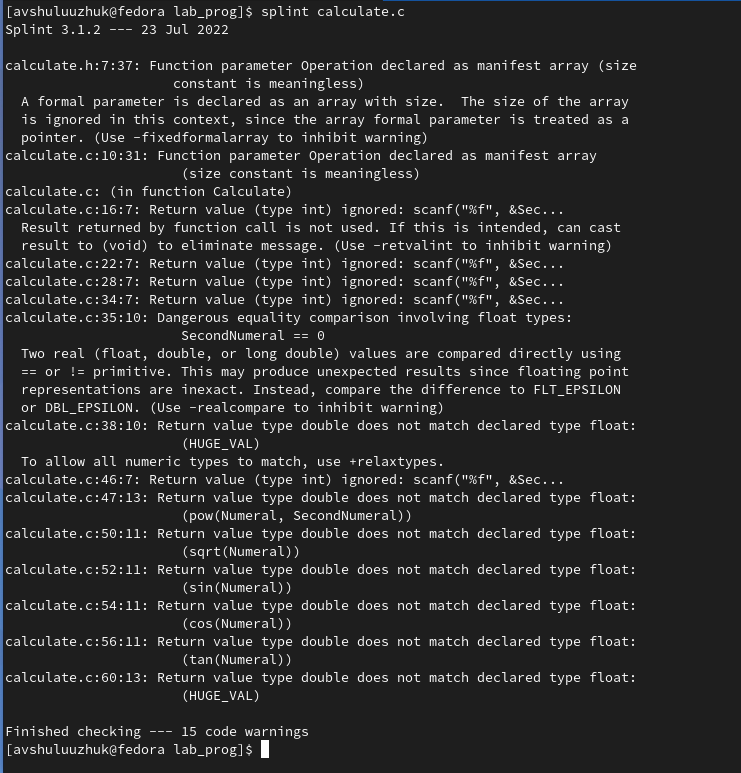 [avshuluuzhuk@fedora lab_prog]$ splint calculate.c
Splint 3.1.2 --- 23 Jul 2022

calculate.h:7:37: Function parameter Operation declared as manifest array (size
                     constant is meaningless)
  A formal parameter is declared as an array with size.  The size of the array
  is ignored in this context, since the array formal parameter is treated as a
  pointer. (Use -fixedformalarray to inhibit warning)
calculate.c:10:31: Function parameter Operation declared as manifest array
                      (size constant is meaningless)
calculate.c: (in function Calculate)
calculate.c:16:7: Return value (type int) ignored: scanf("%f", &Sec...
  Result returned by function call is not used. If this is intended, can cast
  result to (void) to eliminate message. (Use -retvalint to inhibit warning)
calculate.c:22:7: Return value (type int) ignored: scanf("%f", &Sec...
calculate.c:28:7: Return value (type int) ignored: scanf("%f", &Sec...
calculate.c:34:7: Return value (type int) ignored: scanf("%f", &Sec...
calculate.c:35:10: Dangerous equality comparison involving float types:
                      SecondNumeral == 0
  Two real (float, double, or long double) values are compared directly using
  == or != primitive. This may produce unexpected results since floating point
  representations are inexact. Instead, compare the difference to FLT_EPSILON
  or DBL_EPSILON. (Use -realcompare to inhibit warning)
calculate.c:38:10: Return value type double does not match declared type float:
                      (HUGE_VAL)
  To allow all numeric types to match, use +relaxtypes.
calculate.c:46:7: Return value (type int) ignored: scanf("%f", &Sec...
calculate.c:47:13: Return value type double does not match declared type float:
                      (pow(Numeral, SecondNumeral))
calculate.c:50:11: Return value type double does not match declared type float:
                      (sqrt(Numeral))
calculate.c:52:11: Return value type double does not match declared type float:
                      (sin(Numeral))
calculate.c:54:11: Return value type double does not match declared type float:
                      (cos(Numeral))
calculate.c:56:11: Return value type double does not match declared type float:
                      (tan(Numeral))
calculate.c:60:13: Return value type double does not match declared type float:
                      (HUGE_VAL)

Finished checking --- 15 code warnings
[avshuluuzhuk@fedora lab_prog]$